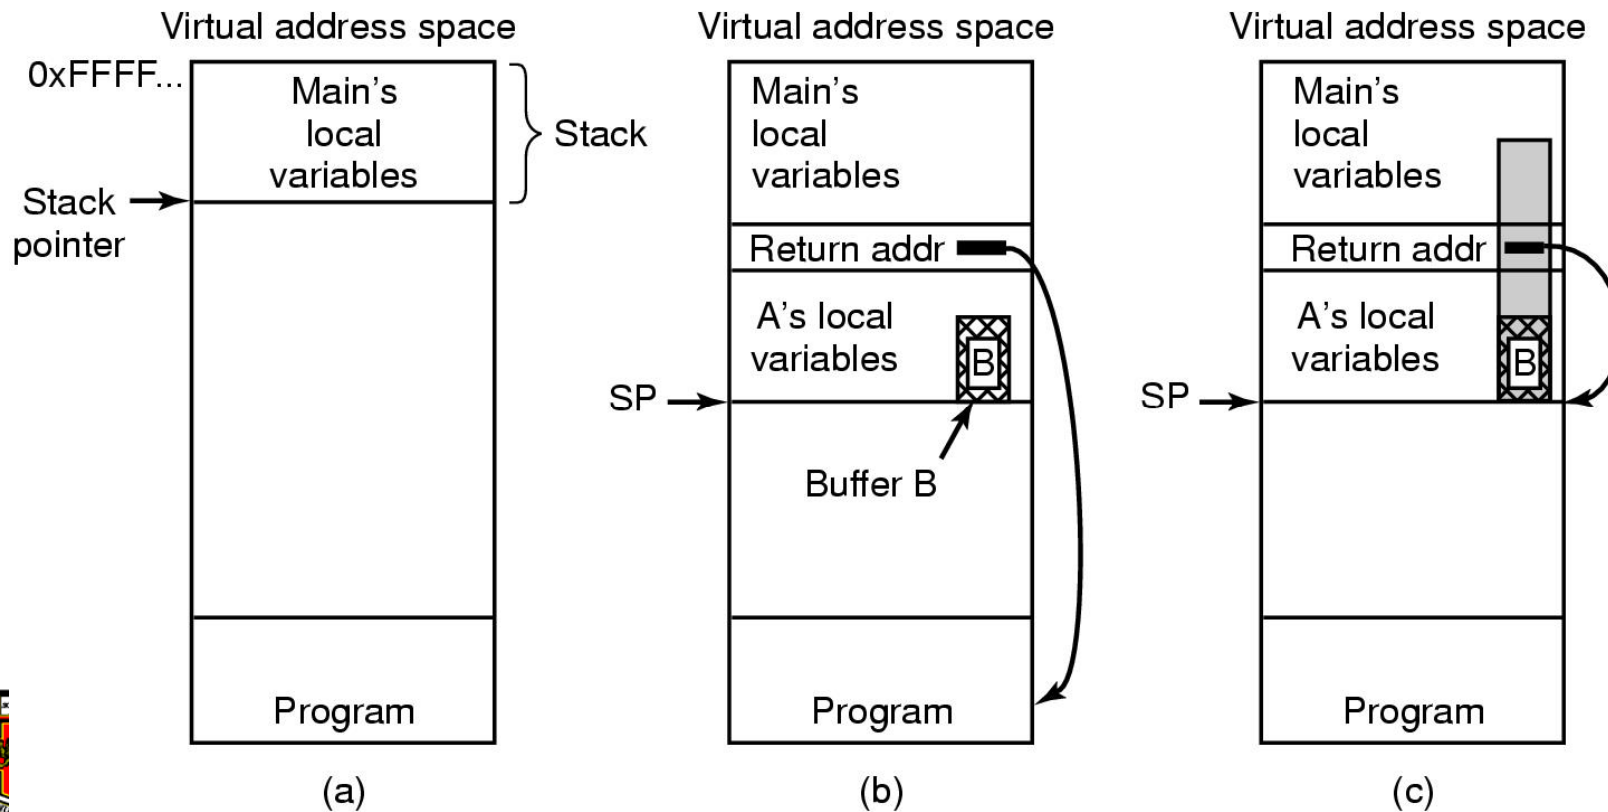 Virtual address space
0xFFFF...
Main's
local
variables
Stack
Stack
pointer
Program
(a)
Virtual address space
Main's
local
variables
Return addr
A's local
variables
B
SP
Buffer B
Program
(b)
Virtual address space
Main's
local
variables
Return addr
A's local
variables
B
SP
Program
(c)